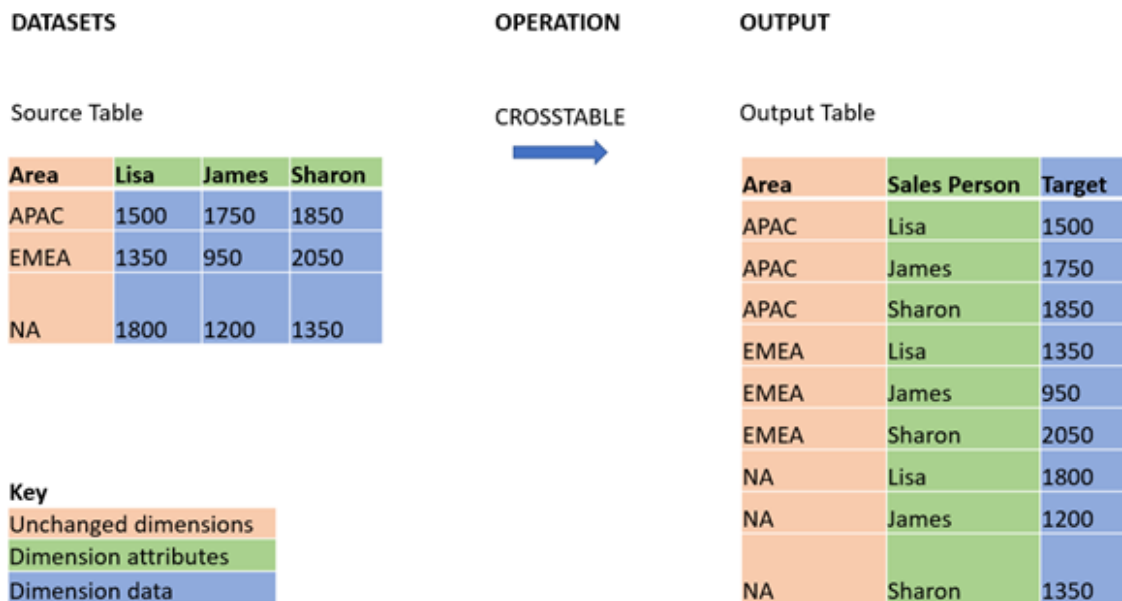 DATASETS OPERATION OUTPUT
Source Table CROSSTABLE Output Table
Area Lisa James Sharon
APAC 1500 1750 1850
EMEA 1350 950 2050
NA 1800 1200 1350
Key
Unchanged dimensions
Dimension attributes
Dimension data
Area Sales Person Target
APAC Lisa 1500
APAC James 1750
APAC Sharon 1850
EMEA Lisa 1350
EMEA James 950
EMEA Sharon 2050
NA Lisa 1800
NA James 1200
NA Sharon 1350